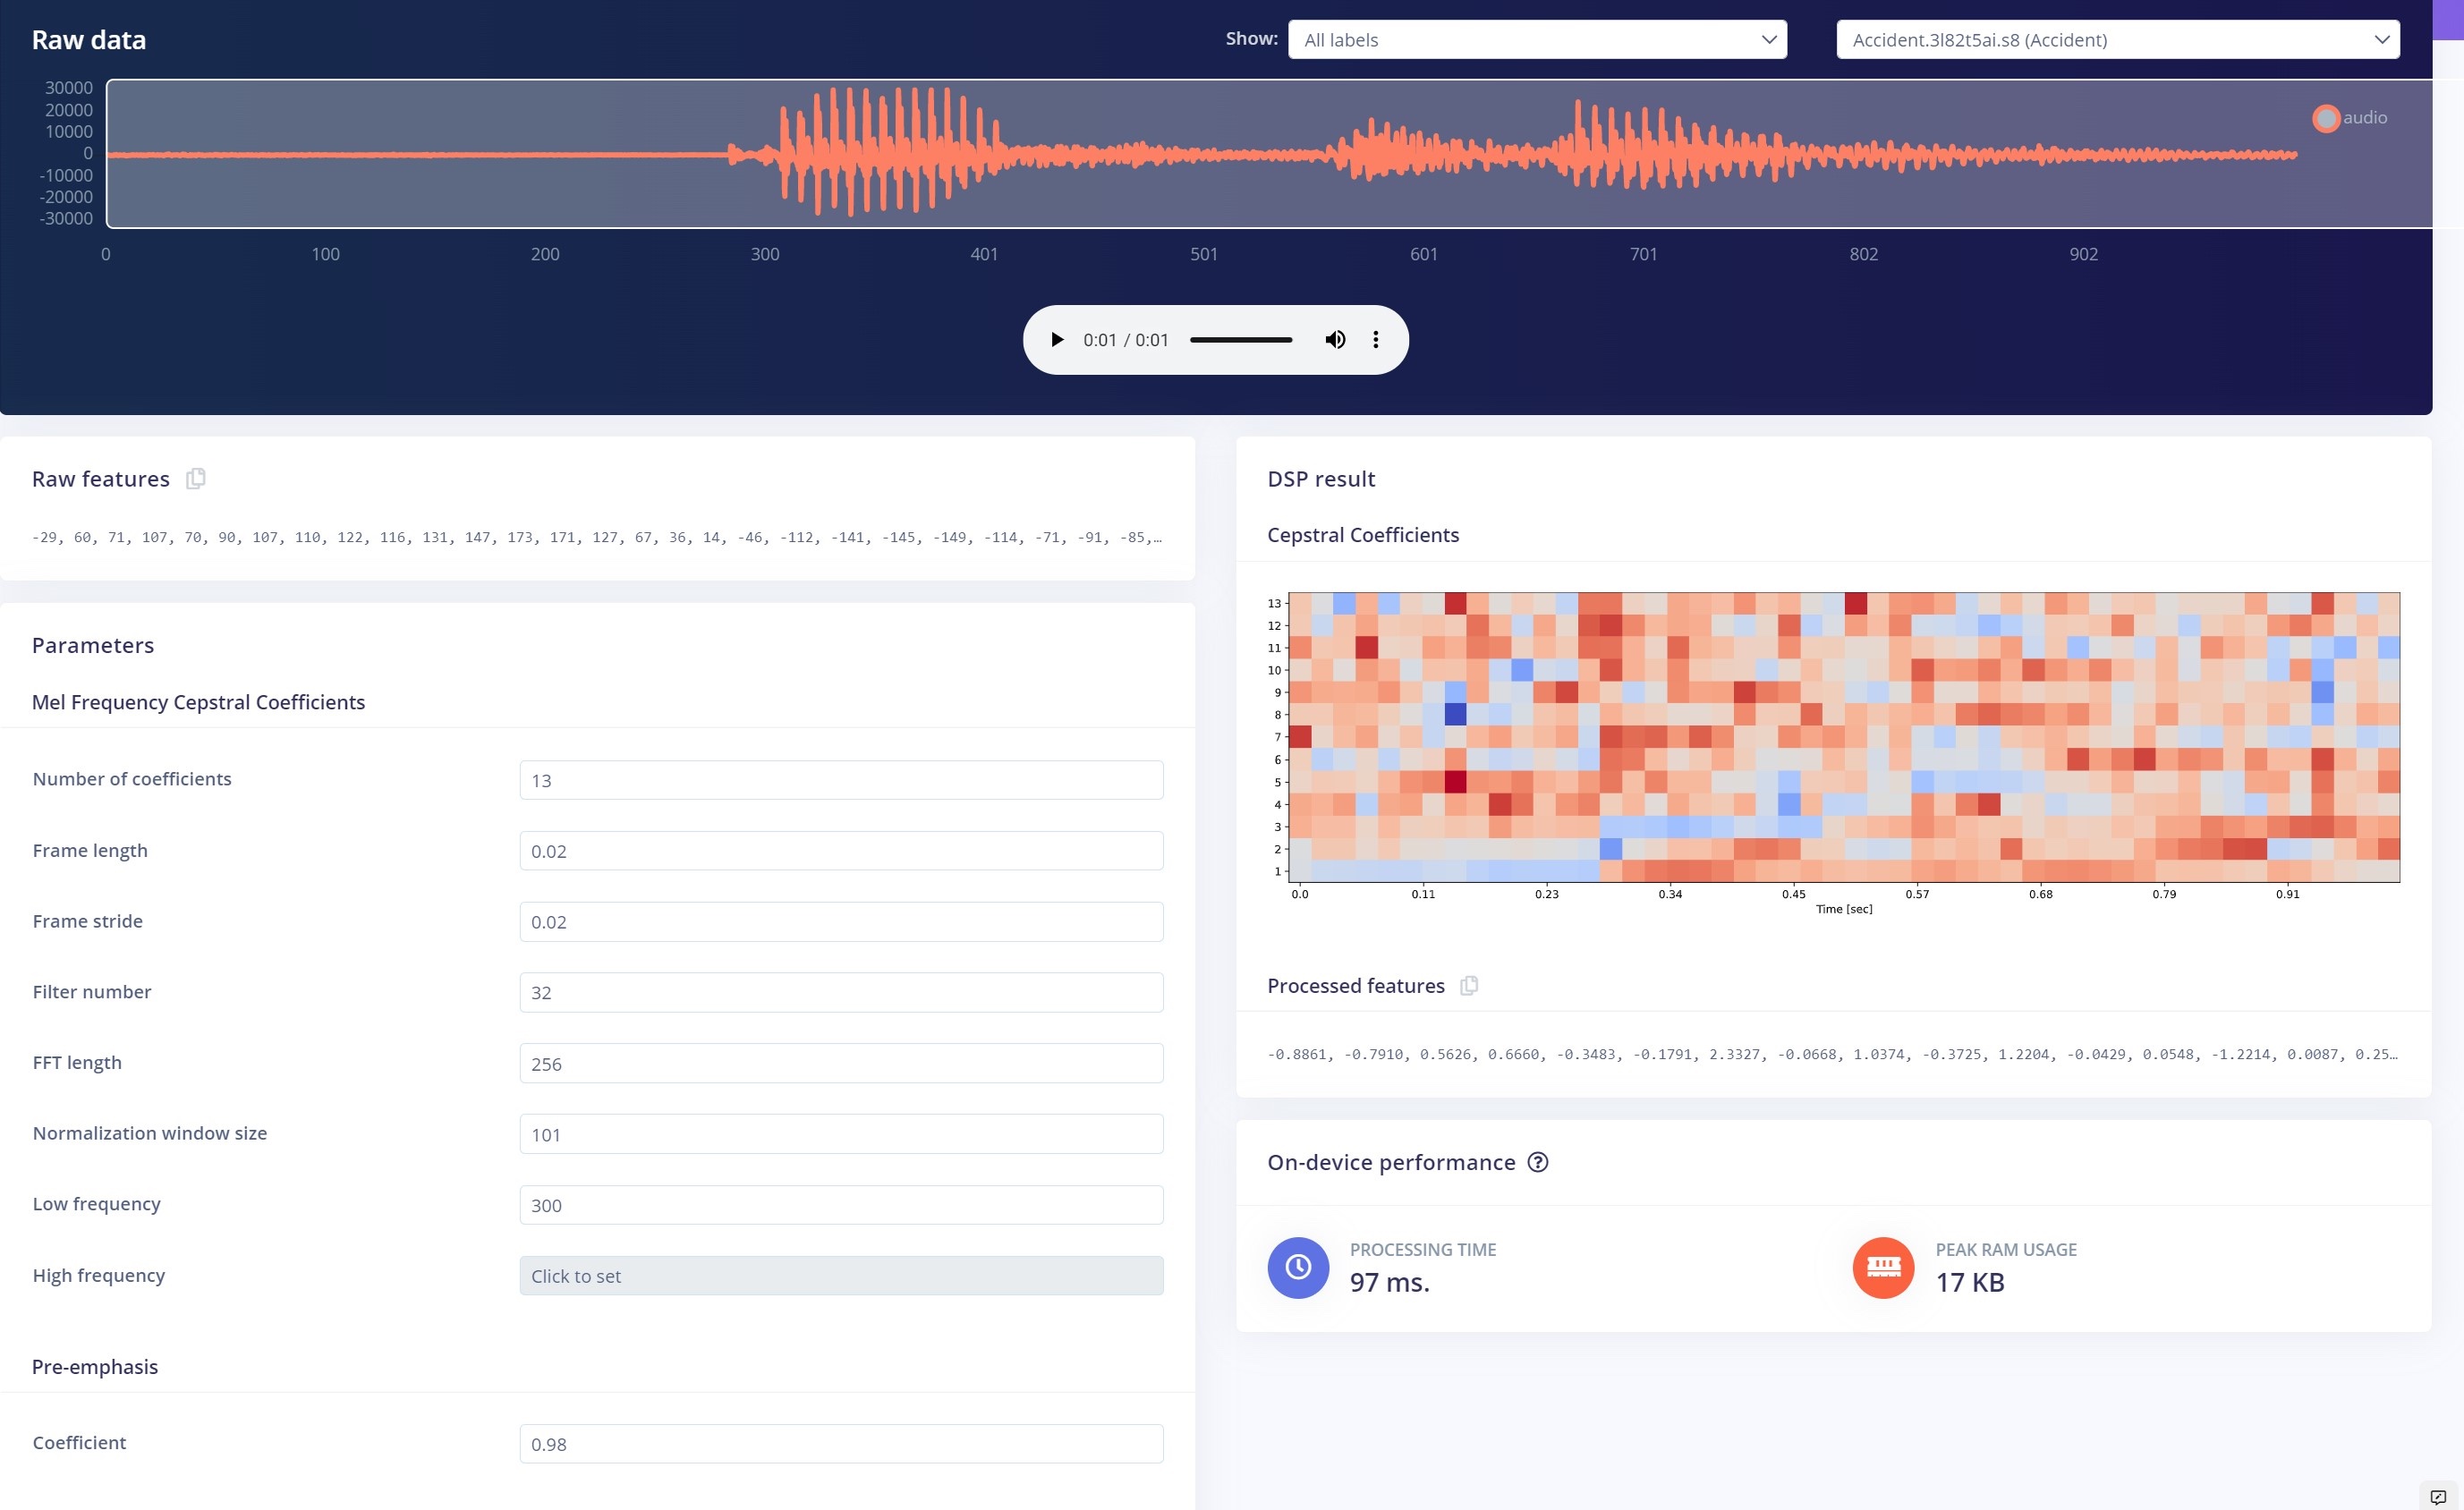 Raw data
Show:
All labels
Accident.3l82t5ai.s8 (Accident)
30000
20000
10000
0
-10000
-20000
-30000
audio
0 100 200 300 401 501 601 701 802 902
0:01 / 0:01
Raw features
-29, 60, 71, 107, 70, 90, 107, 110, 122, 116, 131, 147, 173, 171, 127, 67, 36, 14, -46, -112, -141, -145, -149, -114, -71, -91, -85,…
Parameters
Mel Frequency Cepstral Coefficients
Number of coefficients
13
Frame length
0.02
Frame stride
0.02
Filter number
32
FFT length
256
Normalization window size
101
Low frequency
300
High frequency
Click to set
Pre-emphasis
Coefficient
0.98
DSP result
Cepstral Coefficients
13
12
11
10
9
8
7
6
5
4
3
2
1
0.0 0.11 0.23 0.34 0.45 0.57 0.68 0.79 0.91
Time [sec]
Processed features
-0.8861, -0.7910, 0.5626, 0.6660, -0.3483, -0.1791, 2.3327, -0.0668, 1.0374, -0.3725, 1.2204, -0.0429, 0.0548, -1.2214, 0.0087, 0.25…
On-device performance
PROCESSING TIME
97 ms.
PEAK RAM USAGE
17 KB